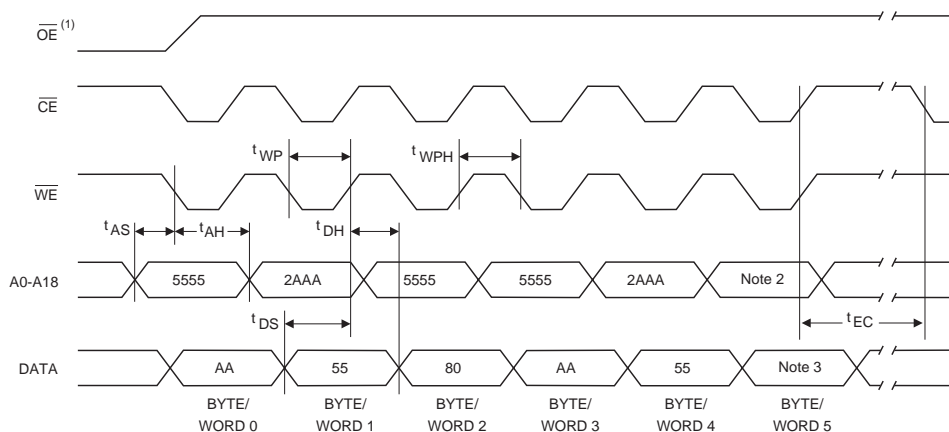 OE (1)
CE
t WP
t WPH
WE
t AS
t AH
t DH
A0-A18
5555
2AAA
5555
5555
2AAA
Note 2
t DS
t EC
DATA
AA
55
80
AA
55
Note 3
BYTE/
WORD 0
BYTE/
WORD 1
BYTE/
WORD 2
BYTE/
WORD 3
BYTE/
WORD 4
BYTE/
WORD 5